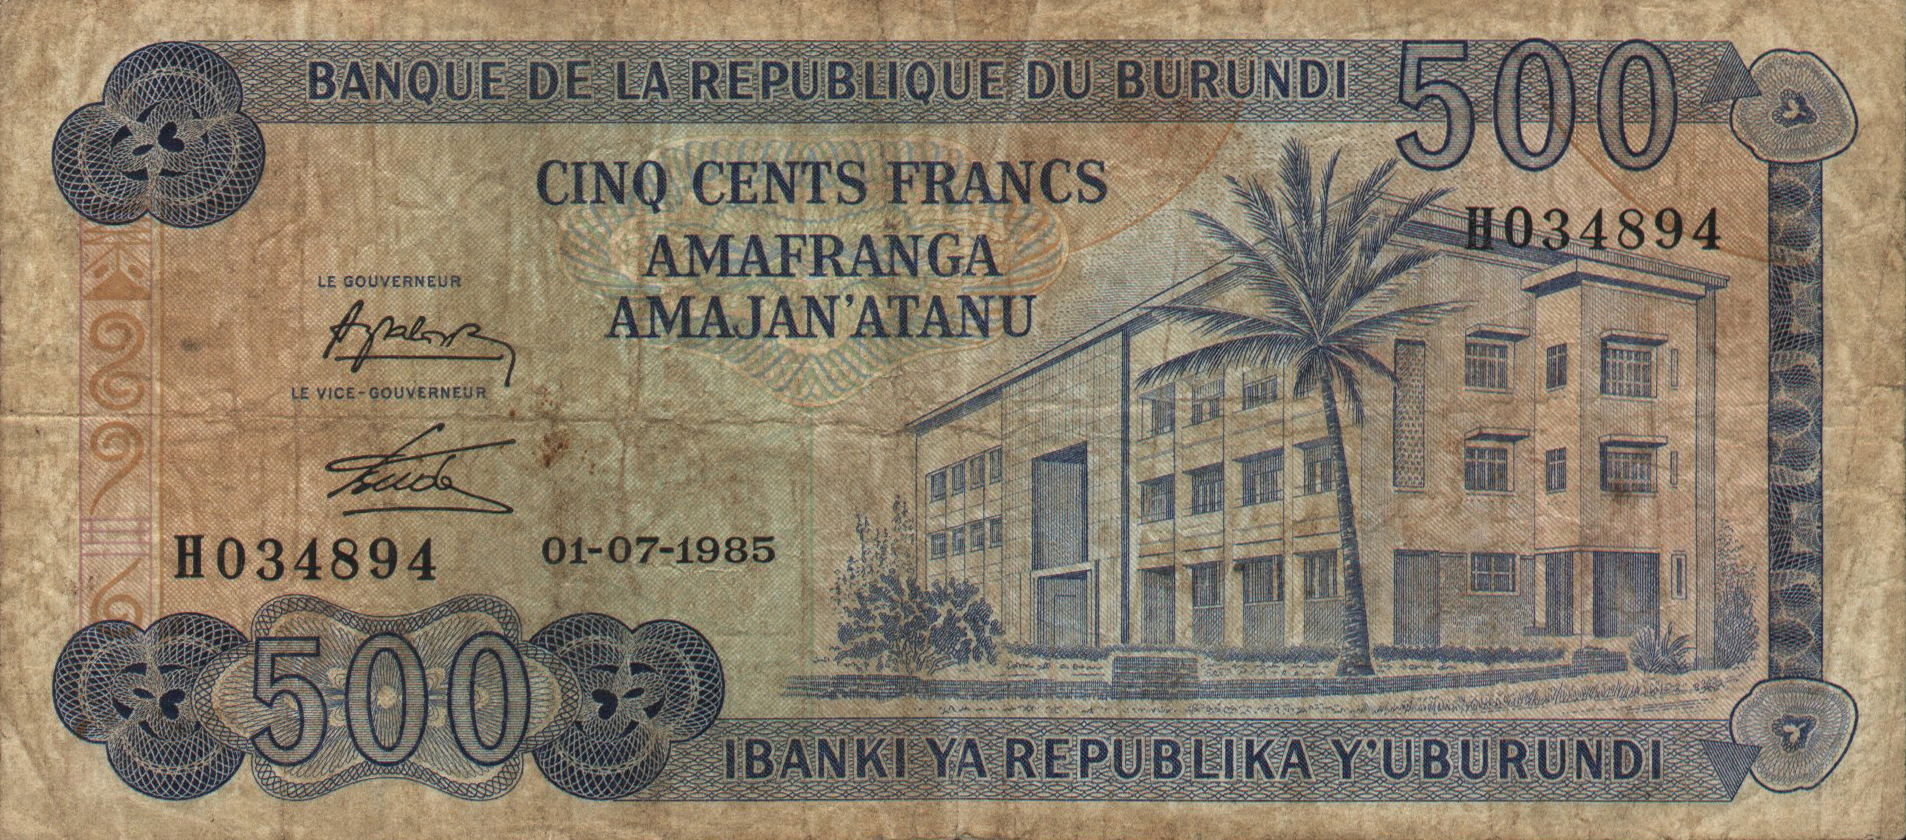 BANQUE DE LA REPUBLIQUE DU BURUNDI
500
CINQ CENTS FRANCS
H034894
AMAFRANGA
AMAJAN'ATANU
LE GOUVERNEUR
LE VICE-GOUVERNEUR
H034894
01-07-1985
500
IBANKI YA REPUBLIKA Y'UBURUNDI